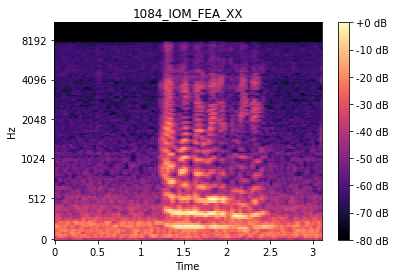 1084_IOM_FEA_XX
+0 dB
8192
-10 dB
4096
-20 dB
-30 dB
2048
Hz
-40 dB
1024
-50 dB
512
-60 dB
-70 dB
0
-80 dB
0 0.5 1 1.5 2 2.5 3
Time